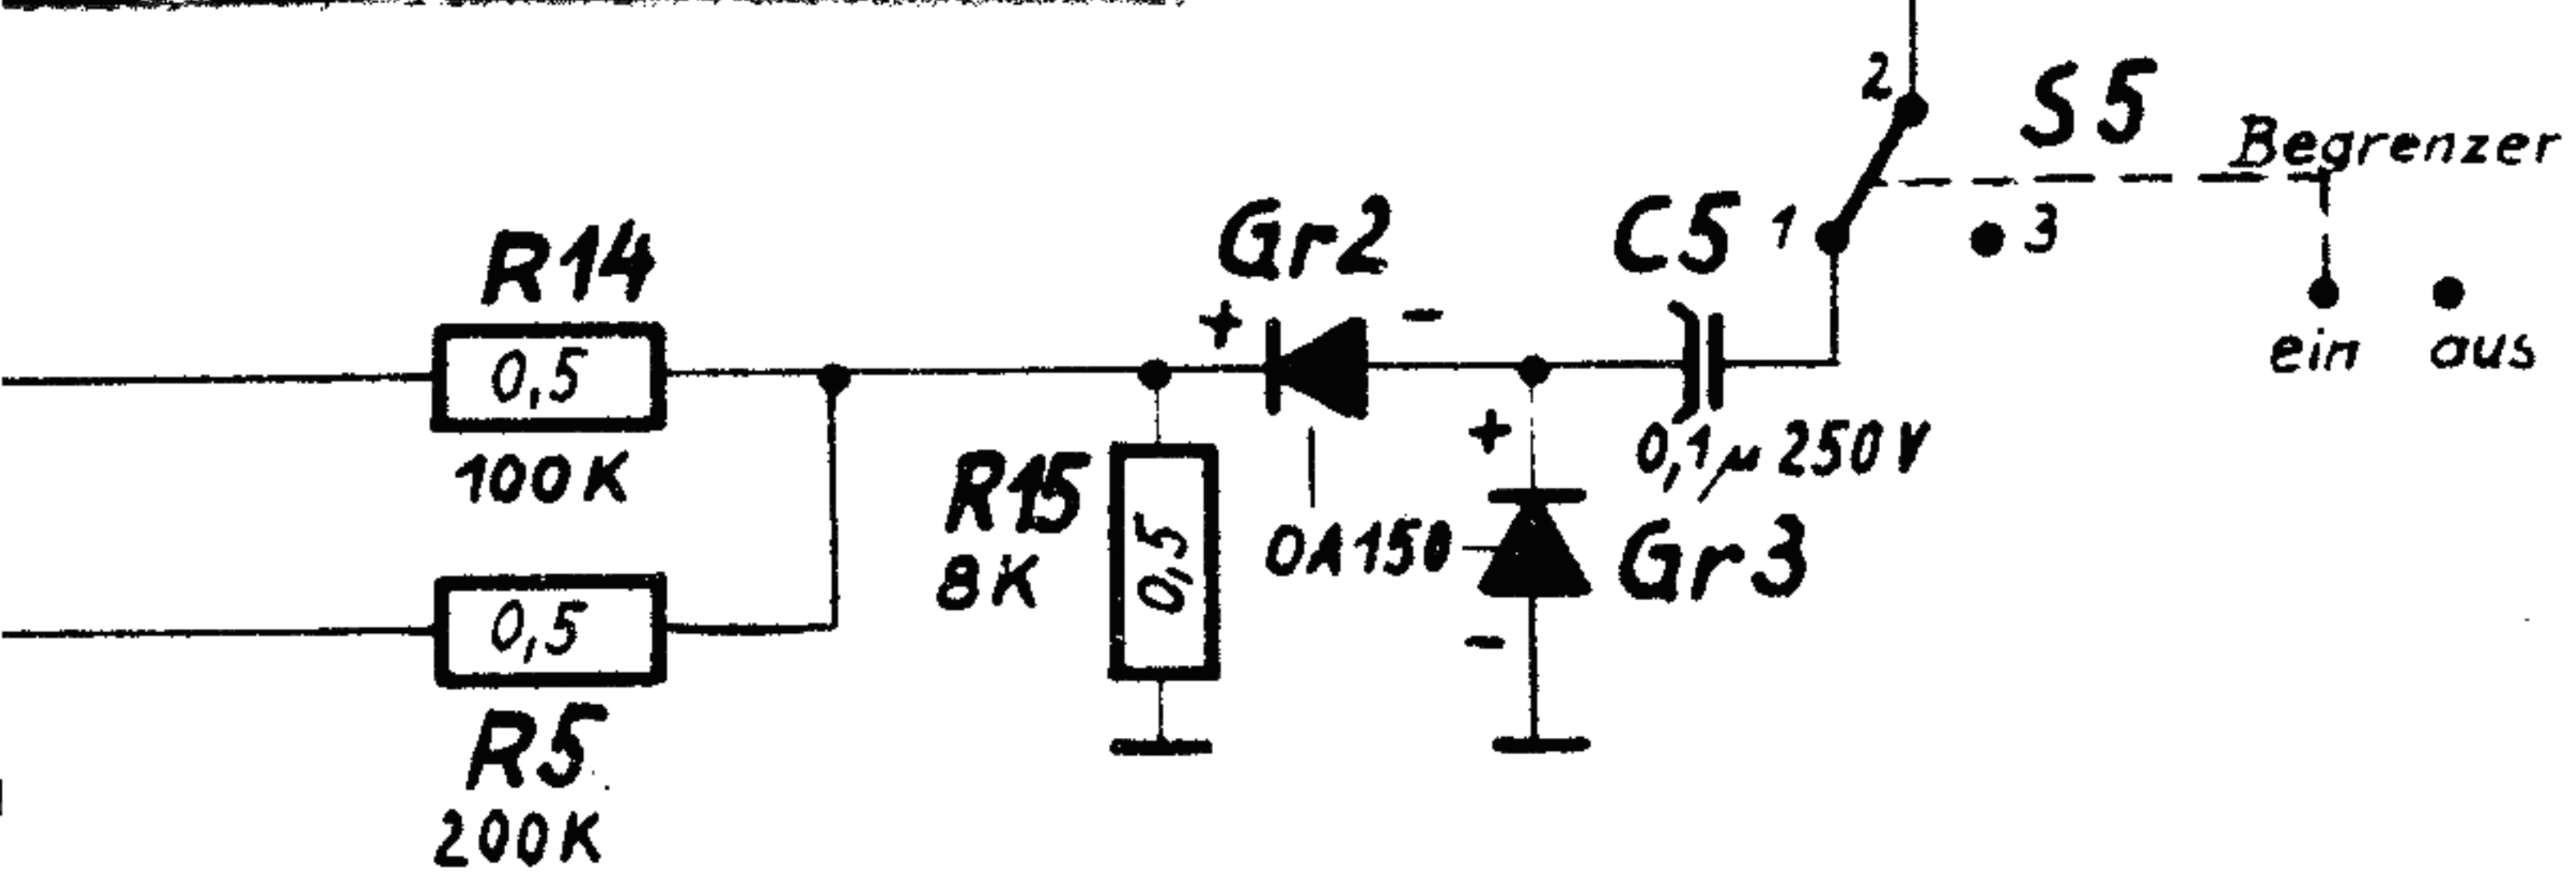 2
S5
Begrenzer
R14
Gr2
C5
1
3
+
-
ein aus
0,5
100K
+
0,1µ 250V
R15
8K
0,5
OA150
Gr3
0,5
-
R5
200K